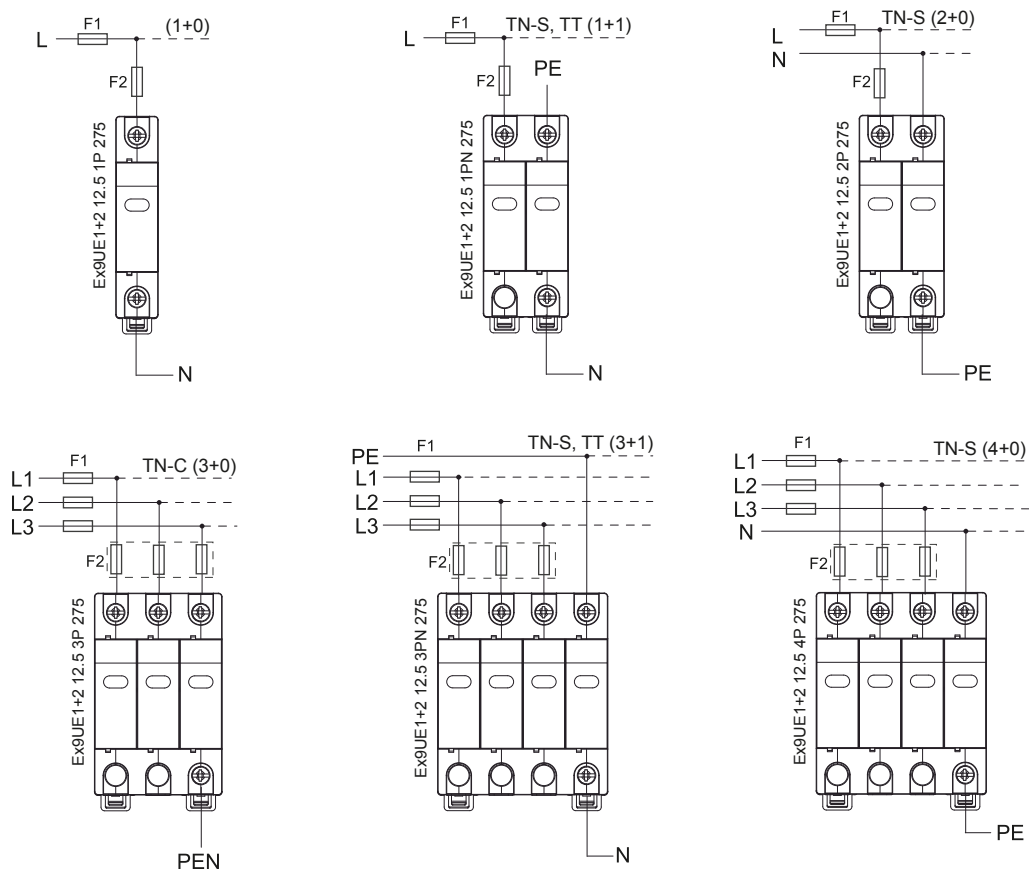 F1
L
(1+0)
F2
Ex9UE1+2 12.5 1P 275
N
F1
TN-S, TT (1+1)
L
PE
F2
Ex9UE1+2 12.5 1PN 275
N
F1
TN-S (2+0)
L
N
F2
Ex9UE1+2 12.5 2P 275
PE
F1
TN-C (3+0)
L1
L2
L3
F2
Ex9UE1+2 12.5 3P 275
PEN
F1
TN-S, TT (3+1)
PE
L1
L2
L3
F2
Ex9UE1+2 12.5 3PN 275
N
F1
TN-S (4+0)
L1
L2
L3
N
F2
Ex9UE1+2 12.5 4P 275
PE